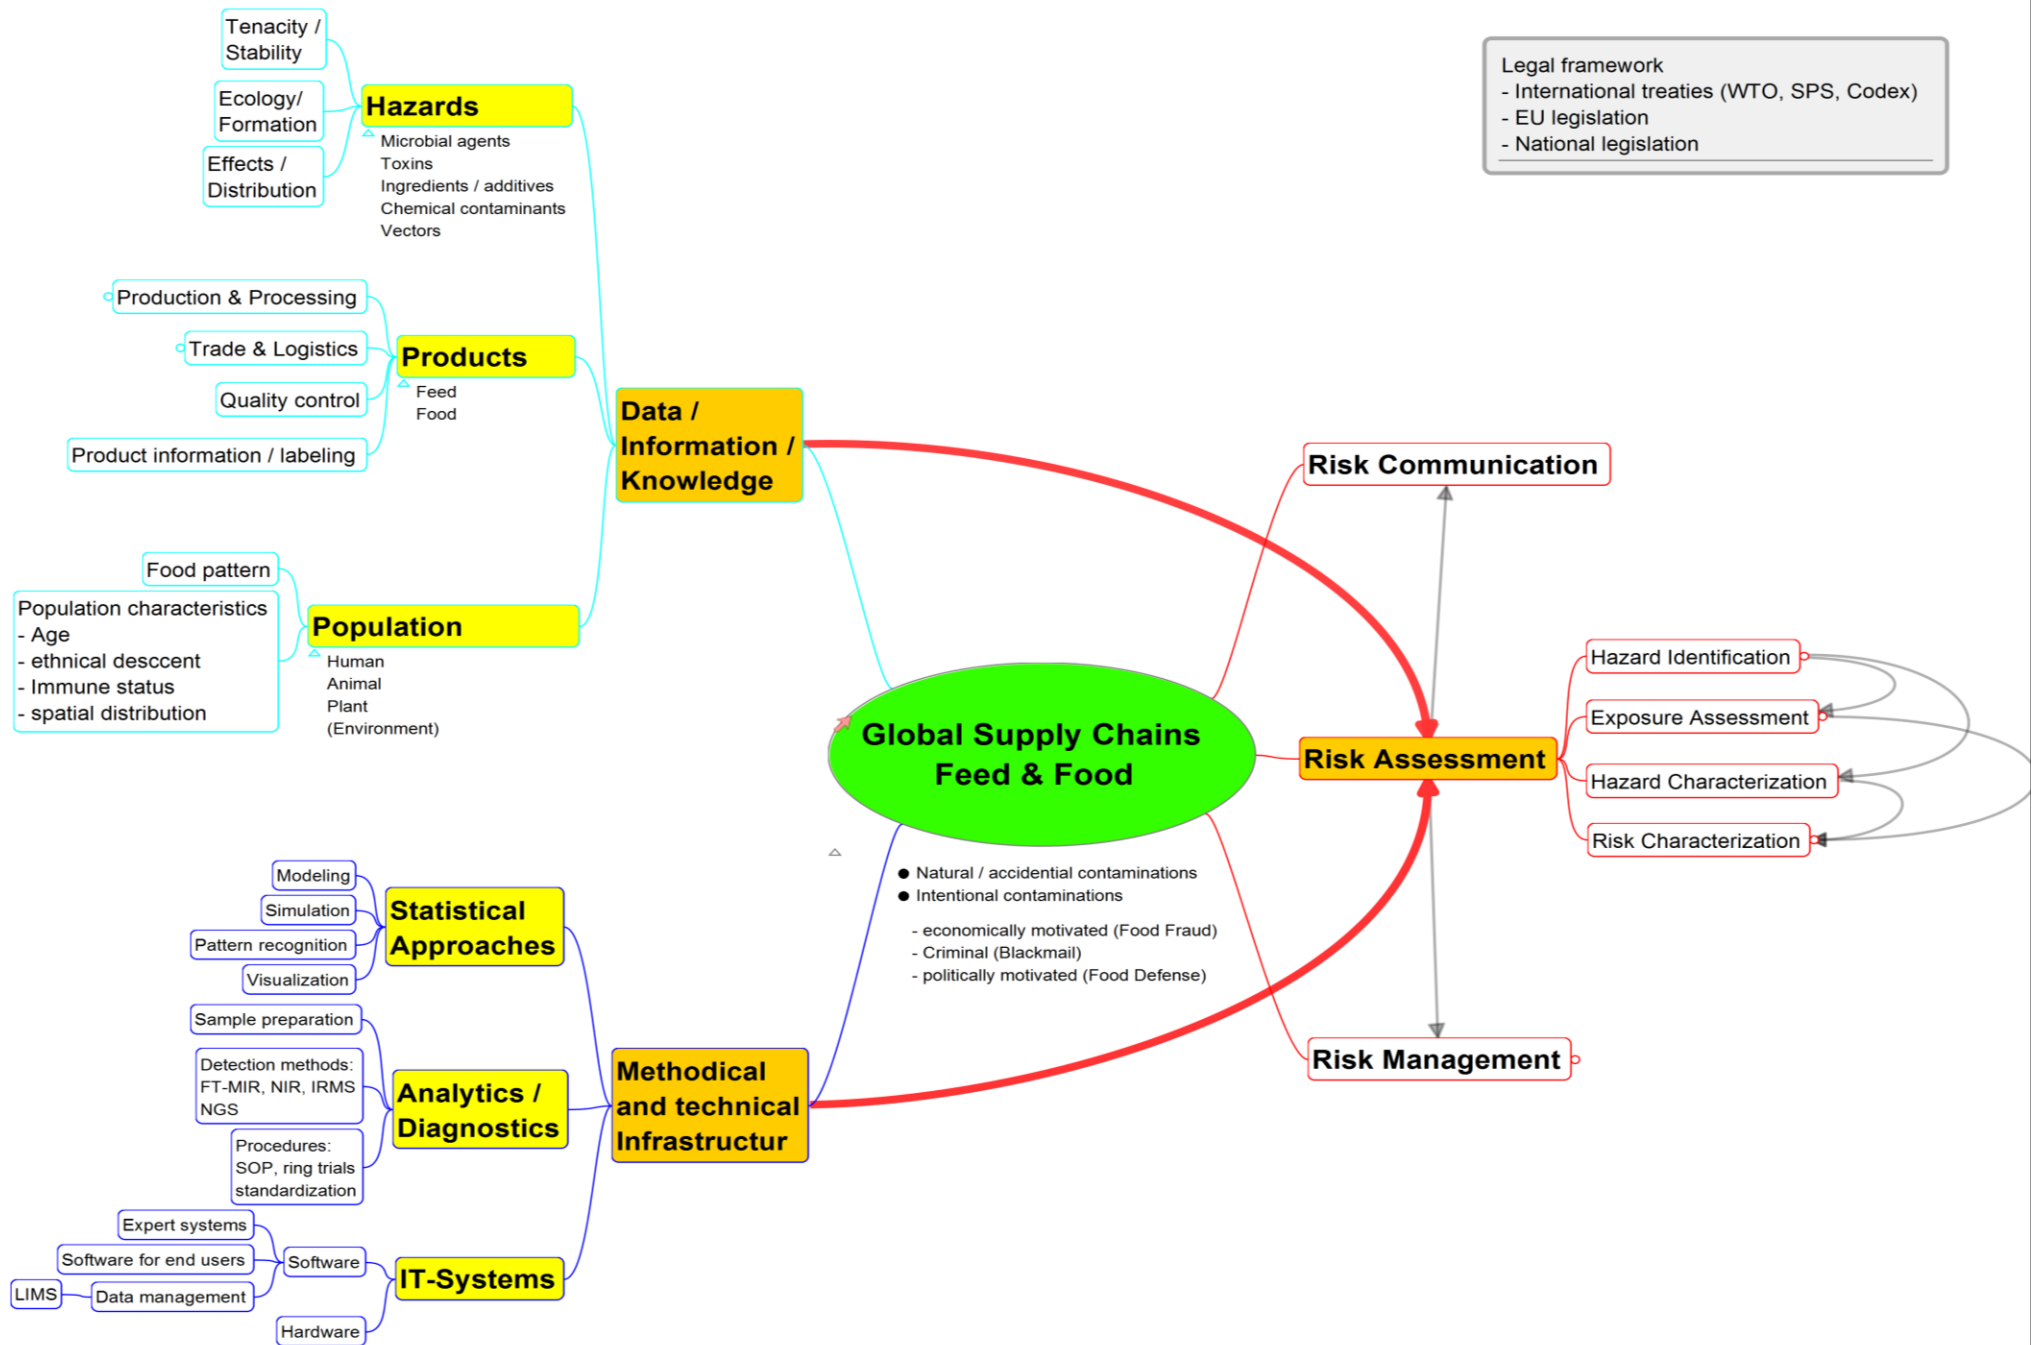 Tenacity /
Stability
Ecology/
Formation
Effects /
Distribution
Hazards
Microbial agents
Toxins
Ingredients / additives
Chemical contaminants
Vectors
Legal framework
- International treaties (WTO, SPS, Codex)
- EU legislation
- National legislation
Production & Processing
Trade & Logistics
Quality control
Product information / labeling
Products
Feed
Food
Data /
Information /
Knowledge
Food pattern
Population characteristics
- Age
- ethnical desccent
- Immune status
- spatial distribution
Population
Human
Animal
Plant
(Environment)
Risk Communication
Global Supply Chains
Feed & Food
Risk Assessment
Hazard Identification
Exposure Assessment
Hazard Characterization
Risk Characterization
● Natural / accidential contaminations
● Intentional contaminations
- economically motivated (Food Fraud)
- Criminal (Blackmail)
- politically motivated (Food Defense)
Risk Management
Modeling
Simulation
Pattern recognition
Visualization
Statistical
Approaches
Sample preparation
Detection methods:
FT-MIR, NIR, IRMS
NGS
Procedures:
SOP, ring trials
standardization
Analytics /
Diagnostics
Methodical
and technical
Infrastructur
Expert systems
Software for end users
LIMS
Data management
Software
Hardware
IT-Systems